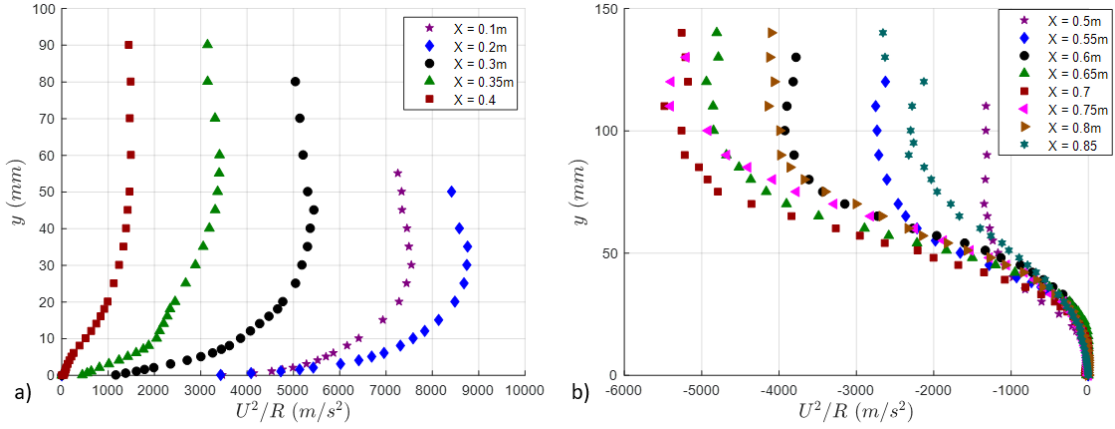 100
90
80
70
60
50
40
30
20
10
0
y (mm)
0
1000
2000
3000
4000
5000
6000
7000
8000
9000
10000
U²/R (m/s²)
a)
X = 0.1m
X = 0.2m
X = 0.3m
X = 0.35m
X = 0.4
150
100
50
0
y (mm)
-6000
-5000
-4000
-3000
-2000
-1000
0
U²/R (m/s²)
b)
X = 0.5m
X = 0.55m
X = 0.6m
X = 0.65m
X = 0.7
X = 0.75m
X = 0.8m
X = 0.85